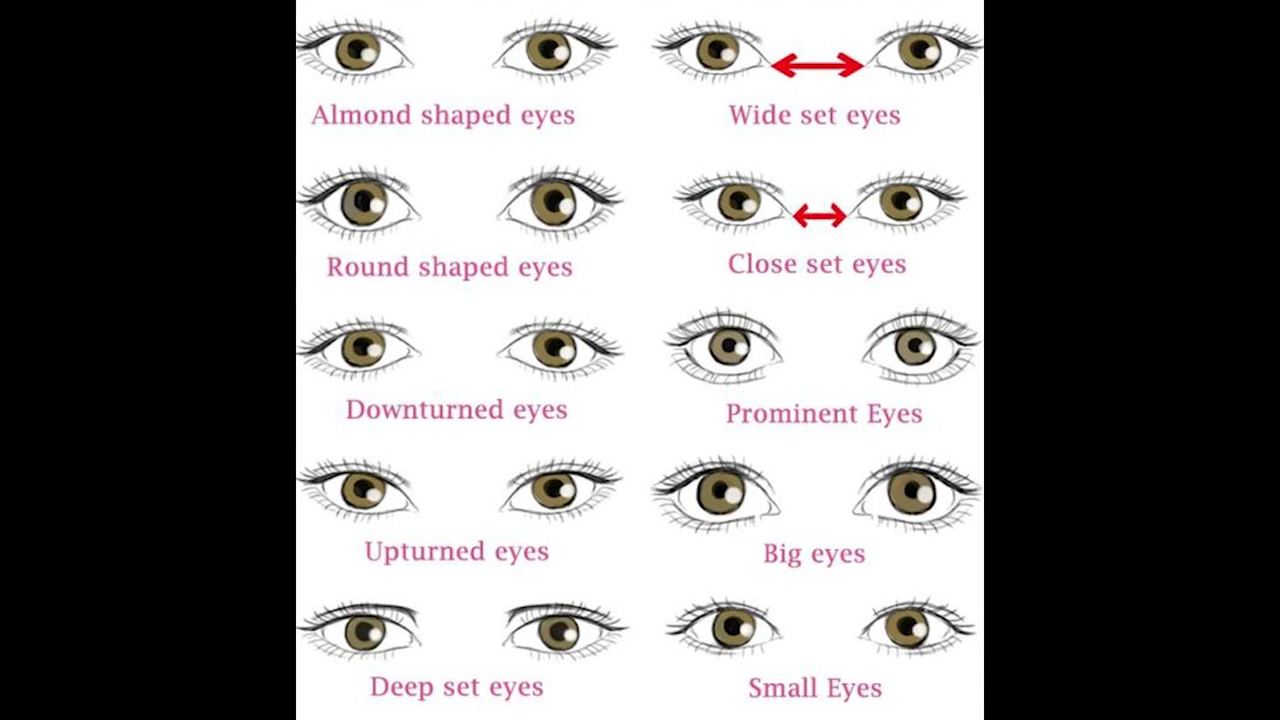 Almond shaped eyes
Wide set eyes
Round shaped eyes
Close set eyes
Downturned eyes
Prominent Eyes
Upturned eyes
Big eyes
Deep set eyes
Small Eyes